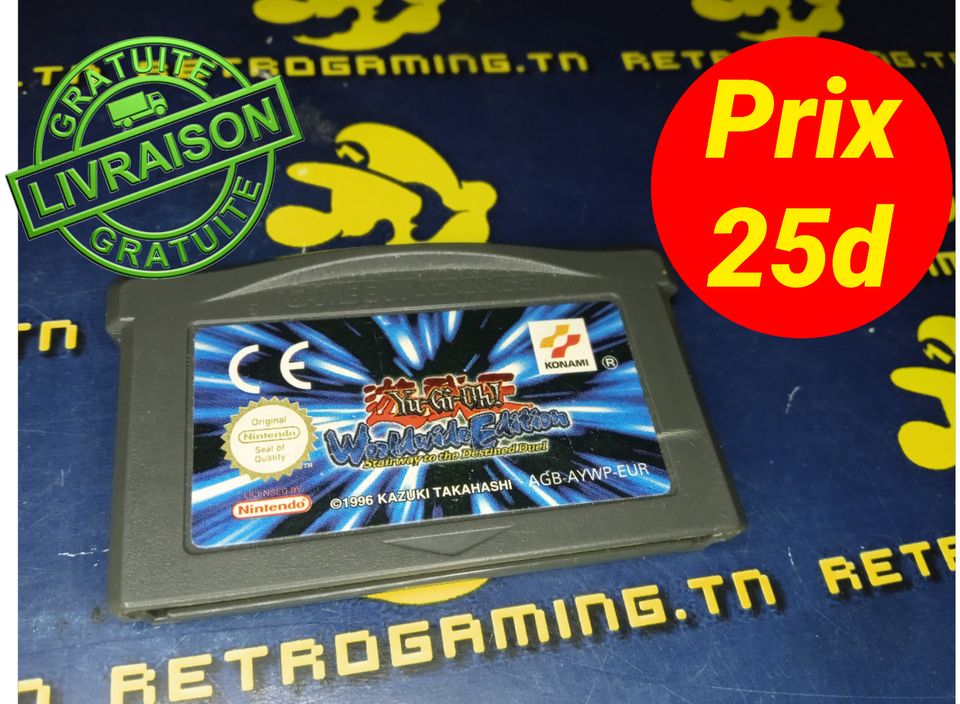 RETROGAMING.TN RETROGAMING.TN
GRATUITE
LIVRAISON
GRATUITE
Prix
25d
GAME BOY ADVANCE
CE
KONAMI
®
Yu-Gi-Oh!
Worldwide Edition
Stairway to the Destined Duel
Original
Nintendo
Seal of
Quality
TM
LICENSED BY
Nintendo
©1996 KAZUKI TAKAHASHI
AGB-AYWP-EUR
RETROGAMING.TN RETR